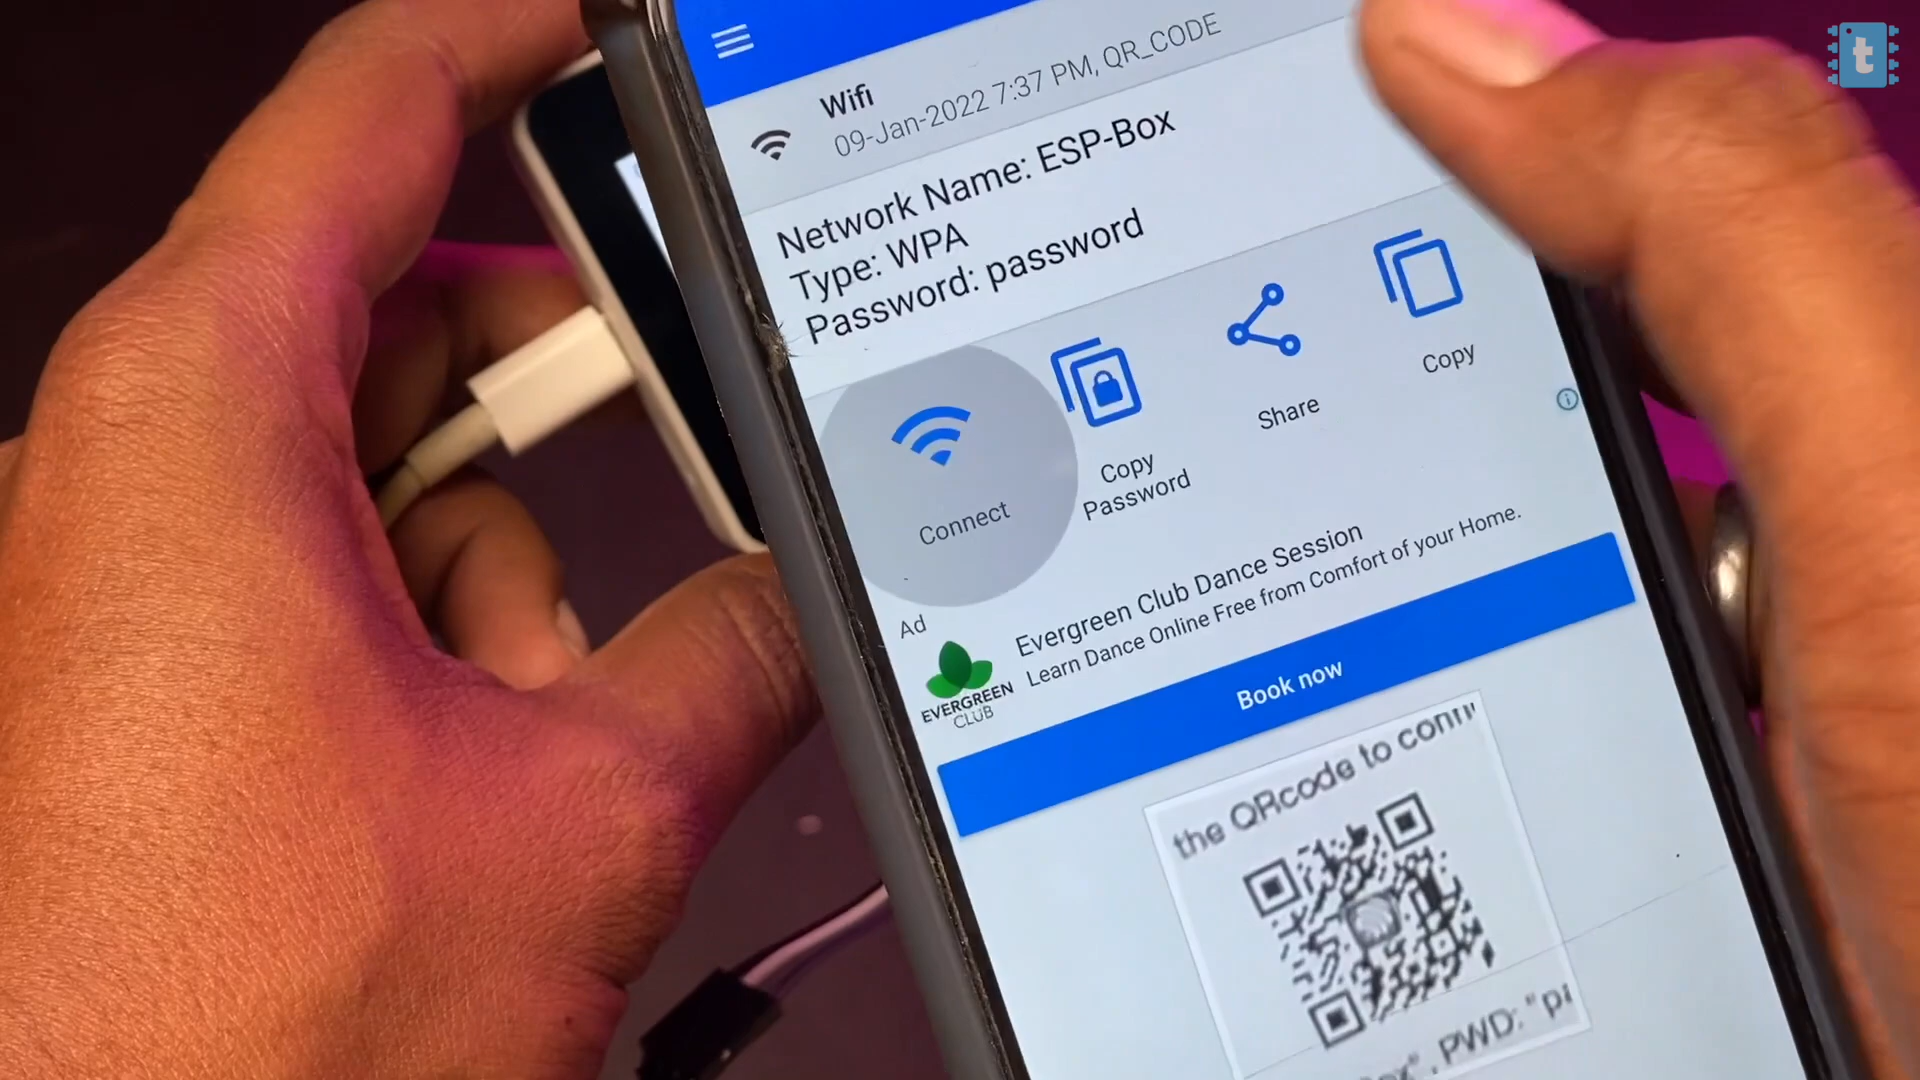 Wifi
09-Jan-2022 7:37 PM, QR_CODE
Network Name: ESP-Box
Type: WPA
Password: password
Connect
Copy
Password
Share
Copy
Ad
Evergreen Club Dance Session
Learn Dance Online Free from Comfort of your Home.
EVERGREEN
CLUB
Book now
the QRcode to
PWD:
t